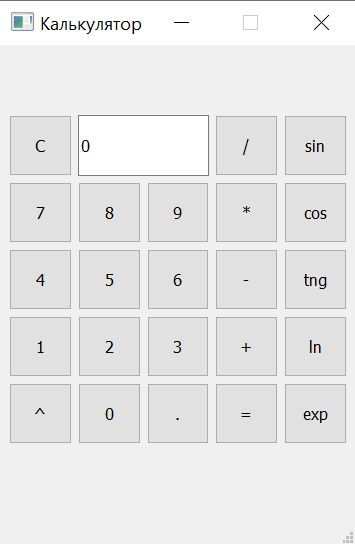 Калькулятор
C 0 / sin
7 8 9 * cos
4 5 6 - tng
1 2 3 + ln
^ 0 . = exp